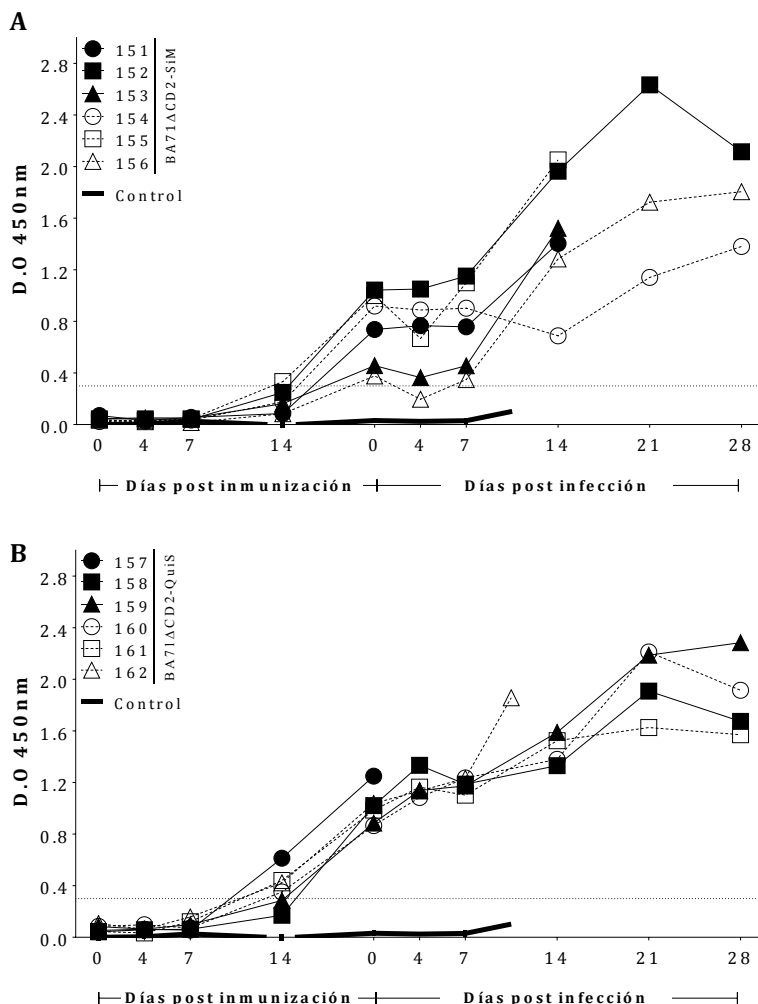 A
2.8
2.4
2.0
1.6
1.2
0.8
0.4
0.0
D.O 450nm
151
152
153
154
155
156
BA71ΔCD2-SiM
Control
0 4 7 14 0 4 7 14 21 28
Días post inmunización Días post infección
B
2.8
2.4
2.0
1.6
1.2
0.8
0.4
0.0
D.O 450nm
157
158
159
160
161
162
BA71ΔCD2-QuiS
Control
0 4 7 14 0 4 7 14 21 28
Días post inmunización Días post infección